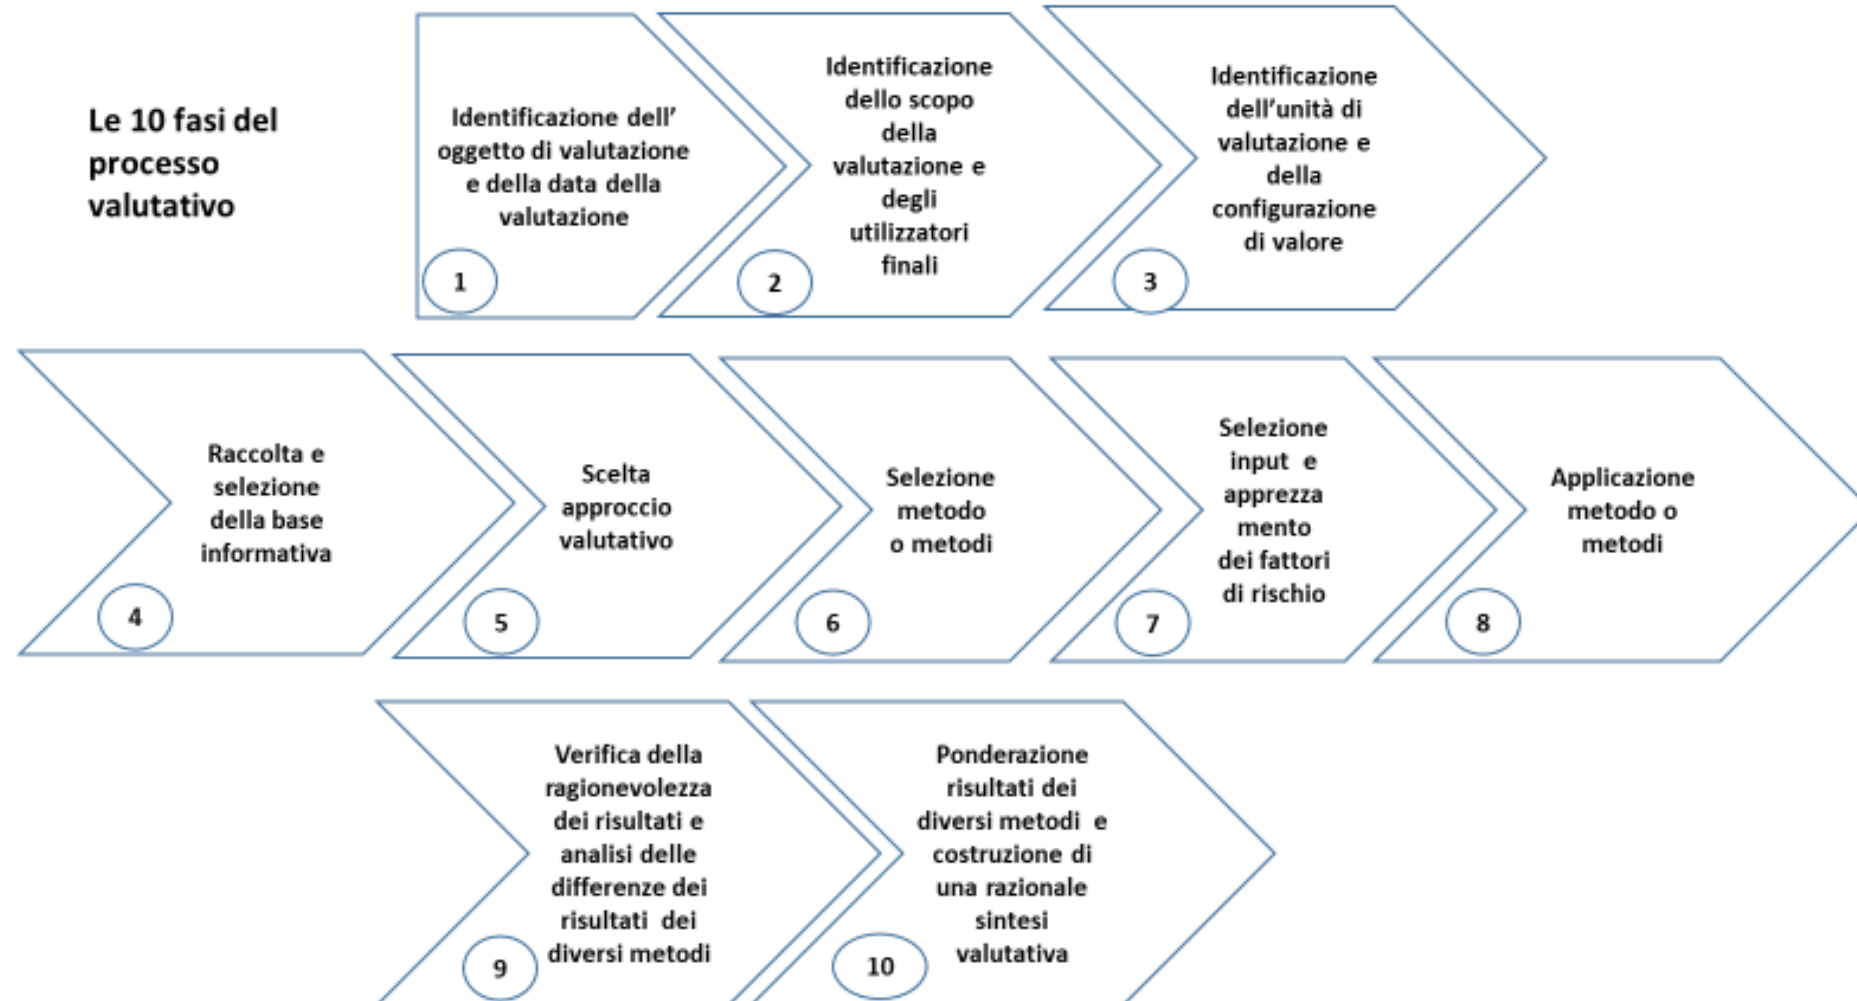 Le 10 fasi del
processo
valutativo
Identificazione dell'
oggetto di valutazione
e della data della
valutazione
1
Identificazione
dello scopo
della
valutazione e
degli
utilizzatori
finali
2
Identificazione
dell'unità di
valutazione e
della
configurazione
di valore
3
Raccolta e
selezione
della base
informativa
4
Scelta
approccio
valutativo
5
Selezione
metodo
o metodi
6
Selezione
input e
apprezza
mento
dei fattori
di rischio
7
Applicazione
metodo o
metodi
8
Verifica della
ragionevolezza
dei risultati e
analisi delle
differenze dei
risultati dei
diversi metodi
9
Ponderazione
risultati dei
diversi metodi e
costruzione di
una razionale
sintesi
valutativa
10